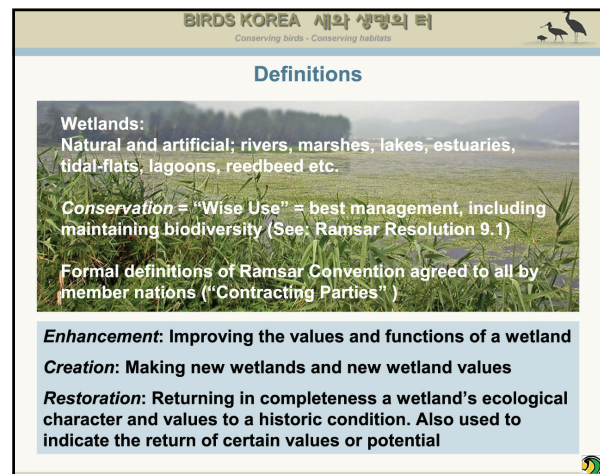 BIRDS KOREA 새와 생명의 터
Conserving birds - Conserving habitats
Definitions
Wetlands:
Natural and artificial; rivers, marshes, lakes, estuaries,
tidal-flats, lagoons, reedbeed etc.
Conservation = “Wise Use” = best management, including
maintaining biodiversity (See: Ramsar Resolution 9.1)
Formal definitions of Ramsar Convention agreed to all by
member nations (“Contracting Parties” )
Enhancement: Improving the values and functions of a wetland
Creation: Making new wetlands and new wetland values
Restoration: Returning in completeness a wetland’s ecological
character and values to a historic condition. Also used to
indicate the return of certain values or potential